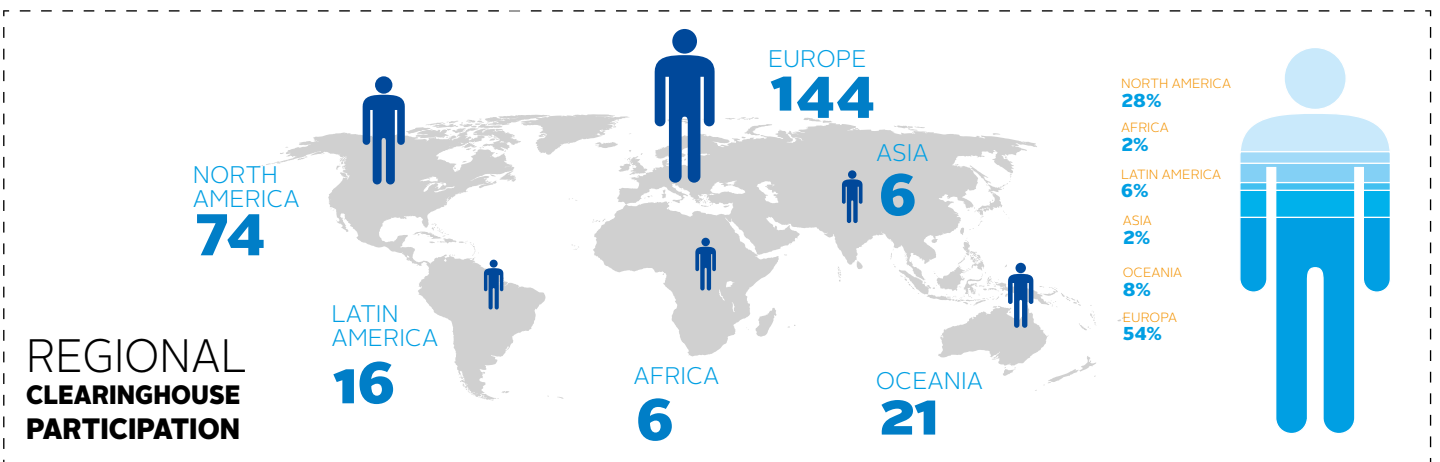 EUROPE
144
NORTH AMERICA
28%
AFRICA
2%
ASIA
6
NORTH
AMERICA
74
LATIN AMERICA
6%
ASIA
2%
OCEANIA
8%
LATIN
AMERICA
16
EUROPA
54%
REGIONAL
CLEARINGHOUSE
PARTICIPATION
AFRICA
6
OCEANIA
21